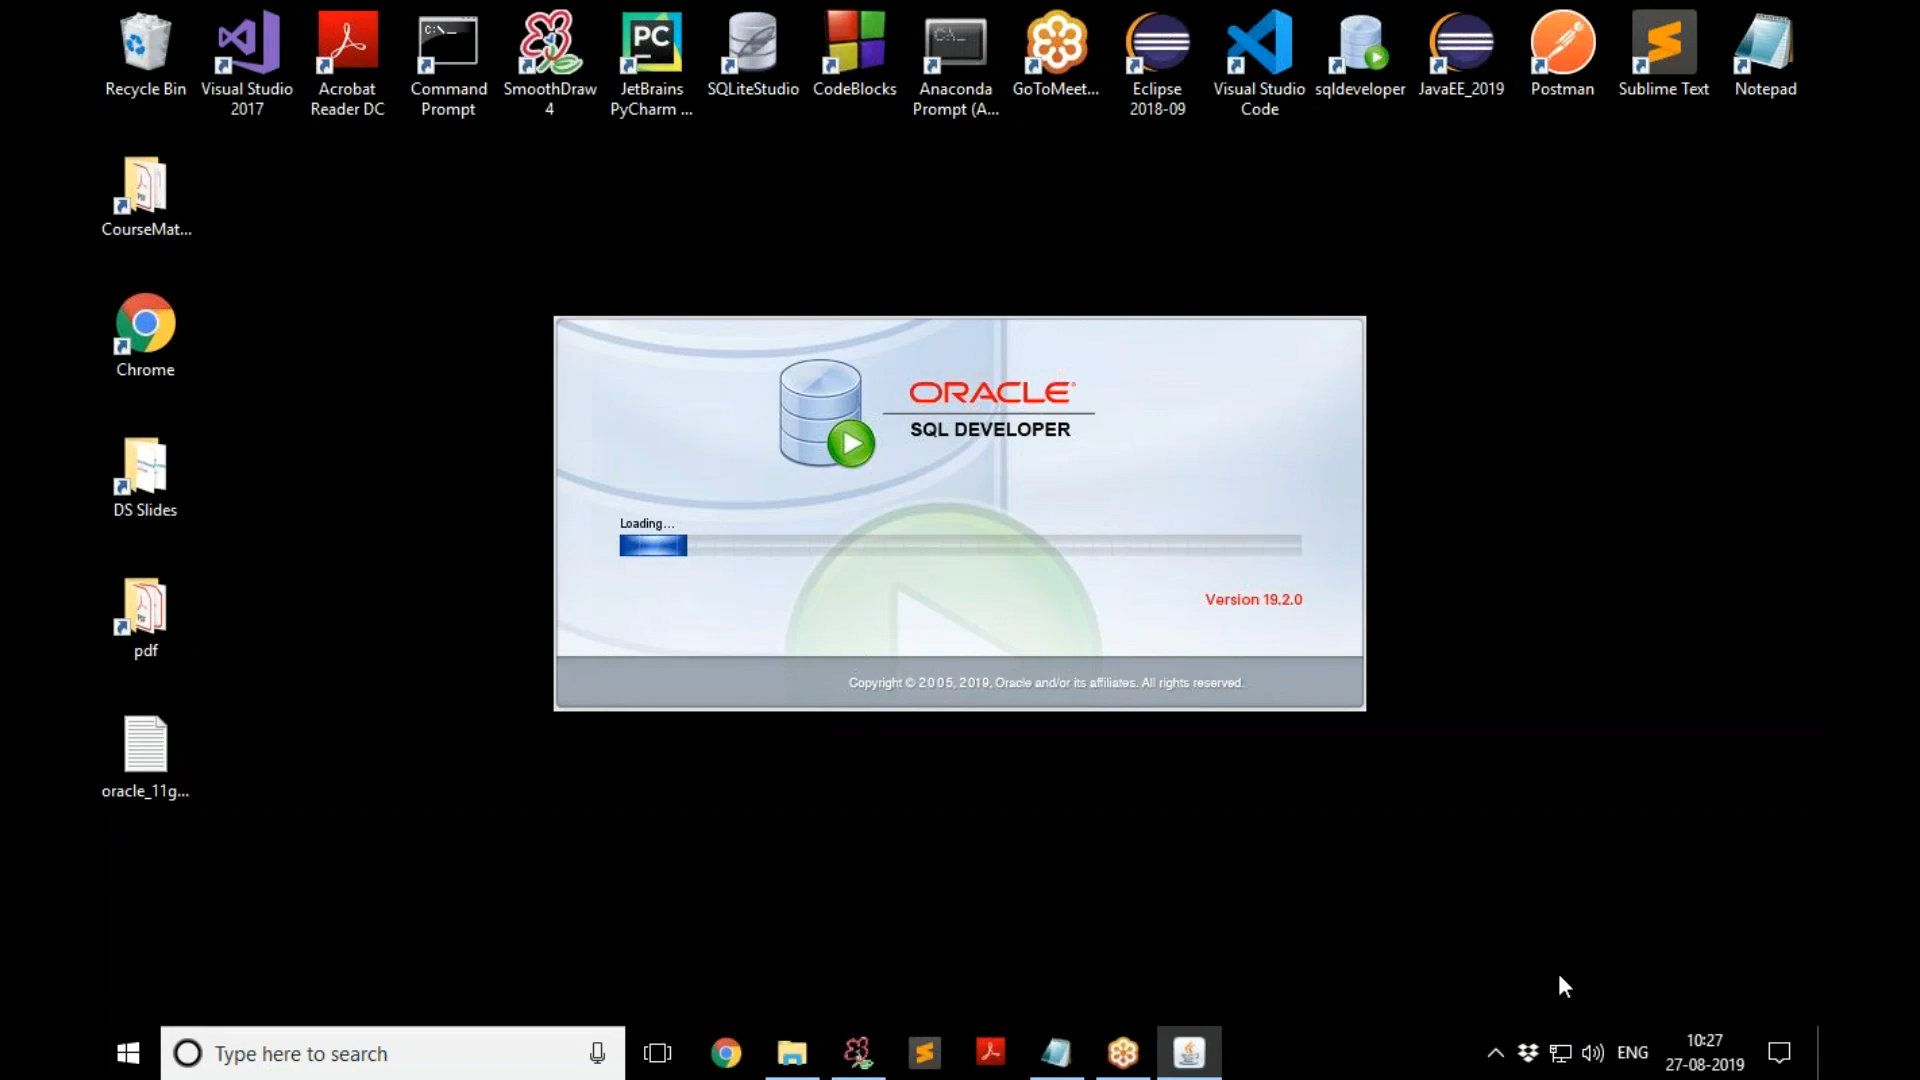 Recycle Bin
Visual Studio
2017
Acrobat
Reader DC
Command
Prompt
SmoothDraw
4
JetBrains
PyCharm ...
SQLiteStudio
CodeBlocks
Anaconda
Prompt (A...
GoToMeet...
Eclipse
2018-09
Visual Studio
Code
sqldeveloper
JavaEE_2019
Postman
Sublime Text
Notepad
CourseMat...
Chrome
DS Slides
pdf
oracle_11g...
PC
C:\_
C:\_
ORACLE®
SQL DEVELOPER
Loading...
Version 19.2.0
Copyright © 2005, 2019, Oracle and/or its affiliates. All rights reserved.
Type here to search
ENG
10:27
27-08-2019